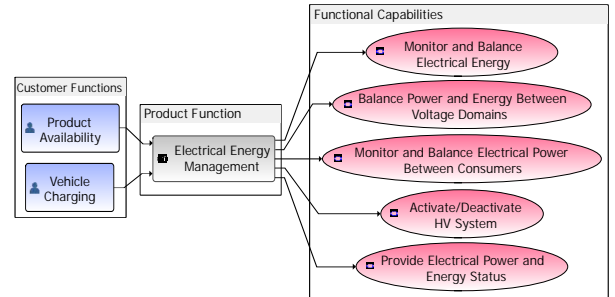 Functional Capabilities
Monitor and Balance
Electrical Energy
Customer Functions
Product
Availability
Vehicle
Charging
Product Function
Electrical Energy
Management
Balance Power and Energy Between
Voltage Domains
Monitor and Balance Electrical Power
Between Consumers
Activate/Deactivate
HV System
Provide Electrical Power and
Energy Status